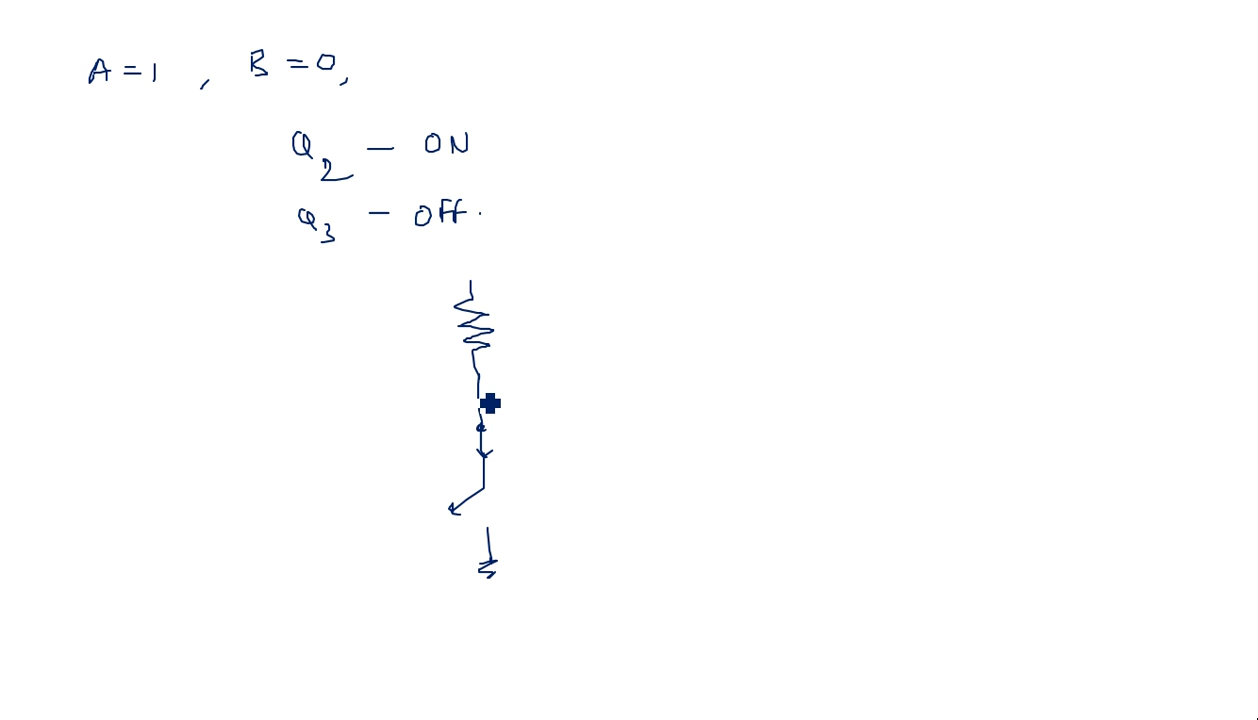 A = 1 , B = 0,
Q2 - ON
Q3 - Off.